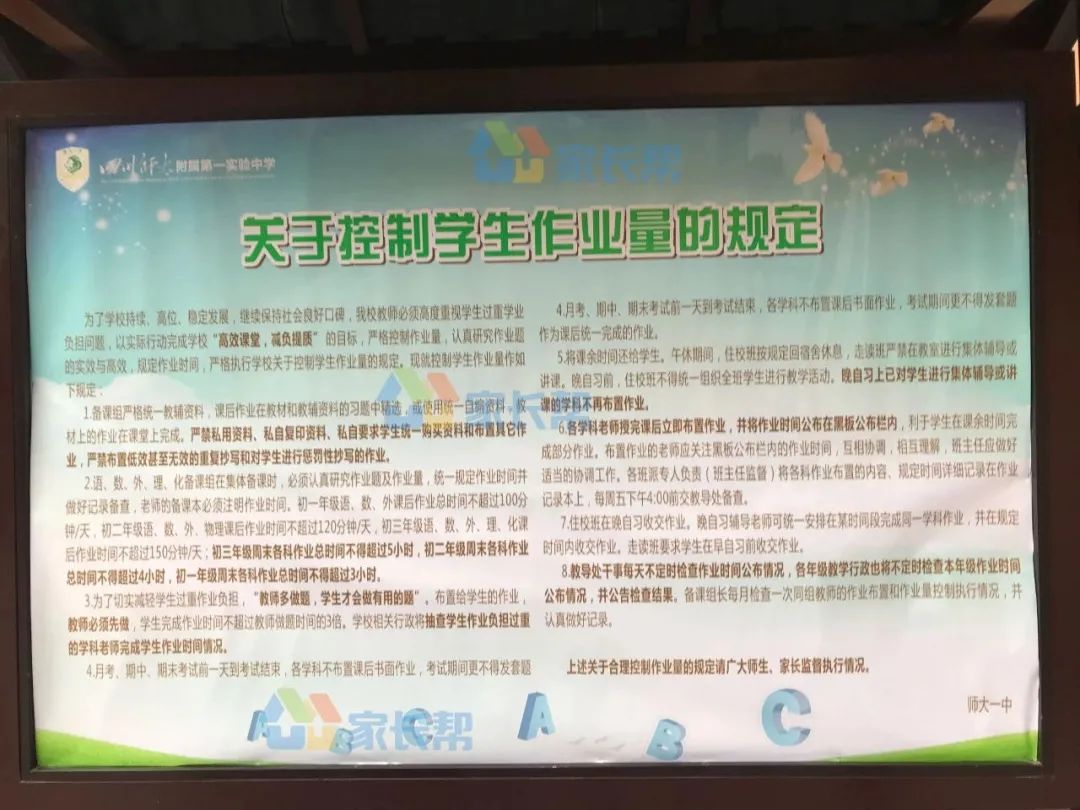 四川师大附属第一实验中学
家长帮
关于控制学生作业量的规定
为了学校持续、高位、稳定发展，继续保持社会良好口碑，我校教师必须高度重视学生过重学业
负担问题，以实际行动完成学校“高效课堂，减负提质”的目标，严格控制作业量，认真研究作业题
的实效与高效，规定作业时间，严格执行学校关于控制学生作业量的规定。现就控制学生作业量作如
下规定：
1.备课组严格统一教辅资料，课后作业在教材和教辅资料的习题中精选，或使用统一自编资料，教
材上的作业在课堂上完成。严禁私用资料、私自复印资料、私自要求学生统一购买资料和布置其它作
业，严禁布置低效甚至无效的重复抄写和对学生进行惩罚性抄写的作业。
2.语、数、外、理、化备课组在集体备课时，必须认真研究作业题及作业量，统一规定作业时间并
做好记录备查，老师的备课本必须注明作业时间。初一年级语、数、外课后作业总时间不超过100分
钟/天，初二年级语、数、外、物理课后作业时间不超过120分钟/天，初三年级语、数、外、理、化课
后作业时间不超过150分钟/天；初三年级周末各科作业总时间不得超过5小时，初二年级周末各科作业
总时间不得超过4小时，初一年级周末各科作业总时间不得超过3小时。
3.为了切实减轻学生过重作业负担，“教师多做题，学生才会做有用的题”。布置给学生的作业，
教师必须先做，学生完成作业时间不超过教师做题时间的3倍。学校相关行政将抽查学生作业负担过重
的学科老师完成学生作业时间情况。
4.月考、期中、期末考试前一天到考试结束，各学科不布置课后书面作业，考试期间更不得发套题
4.月考、期中、期末考试前一天到考试结束，各学科不布置课后书面作业，考试期间更不得发套题
作为课后统一完成的作业。
5.将课余时间还给学生。午休期间，住校班按规定回宿舍休息，走读班严禁在教室进行集体辅导或
讲课。晚自习前，住校班不得统一组织全班学生进行教学活动。晚自习上已对学生进行集体辅导或讲
课的学科不再布置作业。
6.各学科老师授完课后立即布置作业，并将作业时间公布在黑板公布栏内，利于学生在课余时间完
成部分作业。布置作业的老师应关注黑板公布栏内的作业时间，互相协调，相互理解，班主任应做好
适当的协调工作。各班派专人负责（班主任监督）将各科作业布置的内容、规定时间详细记录在作业
记录本上，每周五下午4:00前交教导处备查。
7.住校班在晚自习收交作业。晚自习辅导老师可统一安排在某时间段完成同一学科作业，并在规定
时间内收交作业。走读班要求学生在早自习前收交作业。
8.教导处干事每天不定时检查作业时间公布情况，各年级教学行政也将不定时检查本年级作业时间
公布情况，并公告检查结果。备课组长每月检查一次同组教师的作业布置和作业量控制执行情况，并
认真做好记录。
上述关于合理控制作业量的规定请广大师生、家长监督执行情况。
师大一中
家长帮
家长帮
A
B
C
A
B
C